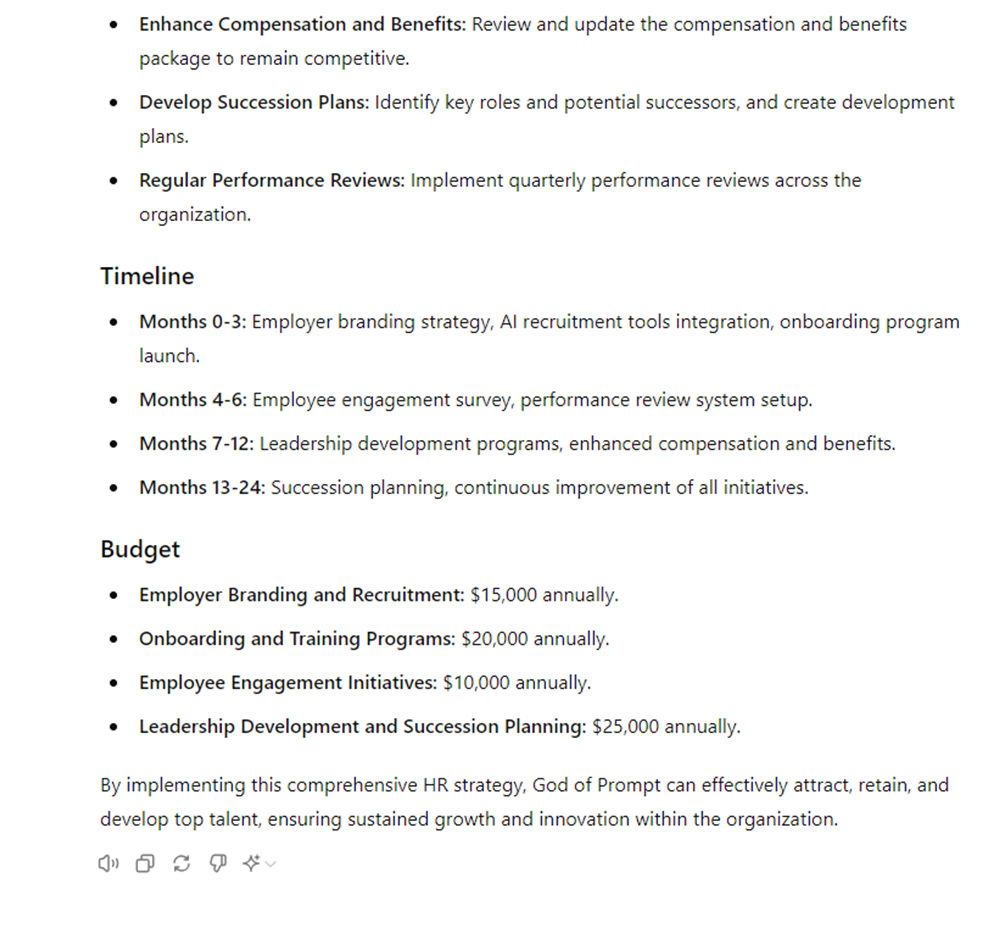 • Enhance Compensation and Benefits: Review and update the compensation and benefits
package to remain competitive.
• Develop Succession Plans: Identify key roles and potential successors, and create development
plans.
• Regular Performance Reviews: Implement quarterly performance reviews across the
organization.
Timeline
• Months 0-3: Employer branding strategy, AI recruitment tools integration, onboarding program
launch.
• Months 4-6: Employee engagement survey, performance review system setup.
• Months 7-12: Leadership development programs, enhanced compensation and benefits.
• Months 13-24: Succession planning, continuous improvement of all initiatives.
Budget
• Employer Branding and Recruitment: $15,000 annually.
• Onboarding and Training Programs: $20,000 annually.
• Employee Engagement Initiatives: $10,000 annually.
• Leadership Development and Succession Planning: $25,000 annually.
By implementing this comprehensive HR strategy, God of Prompt can effectively attract, retain, and
develop top talent, ensuring sustained growth and innovation within the organization.